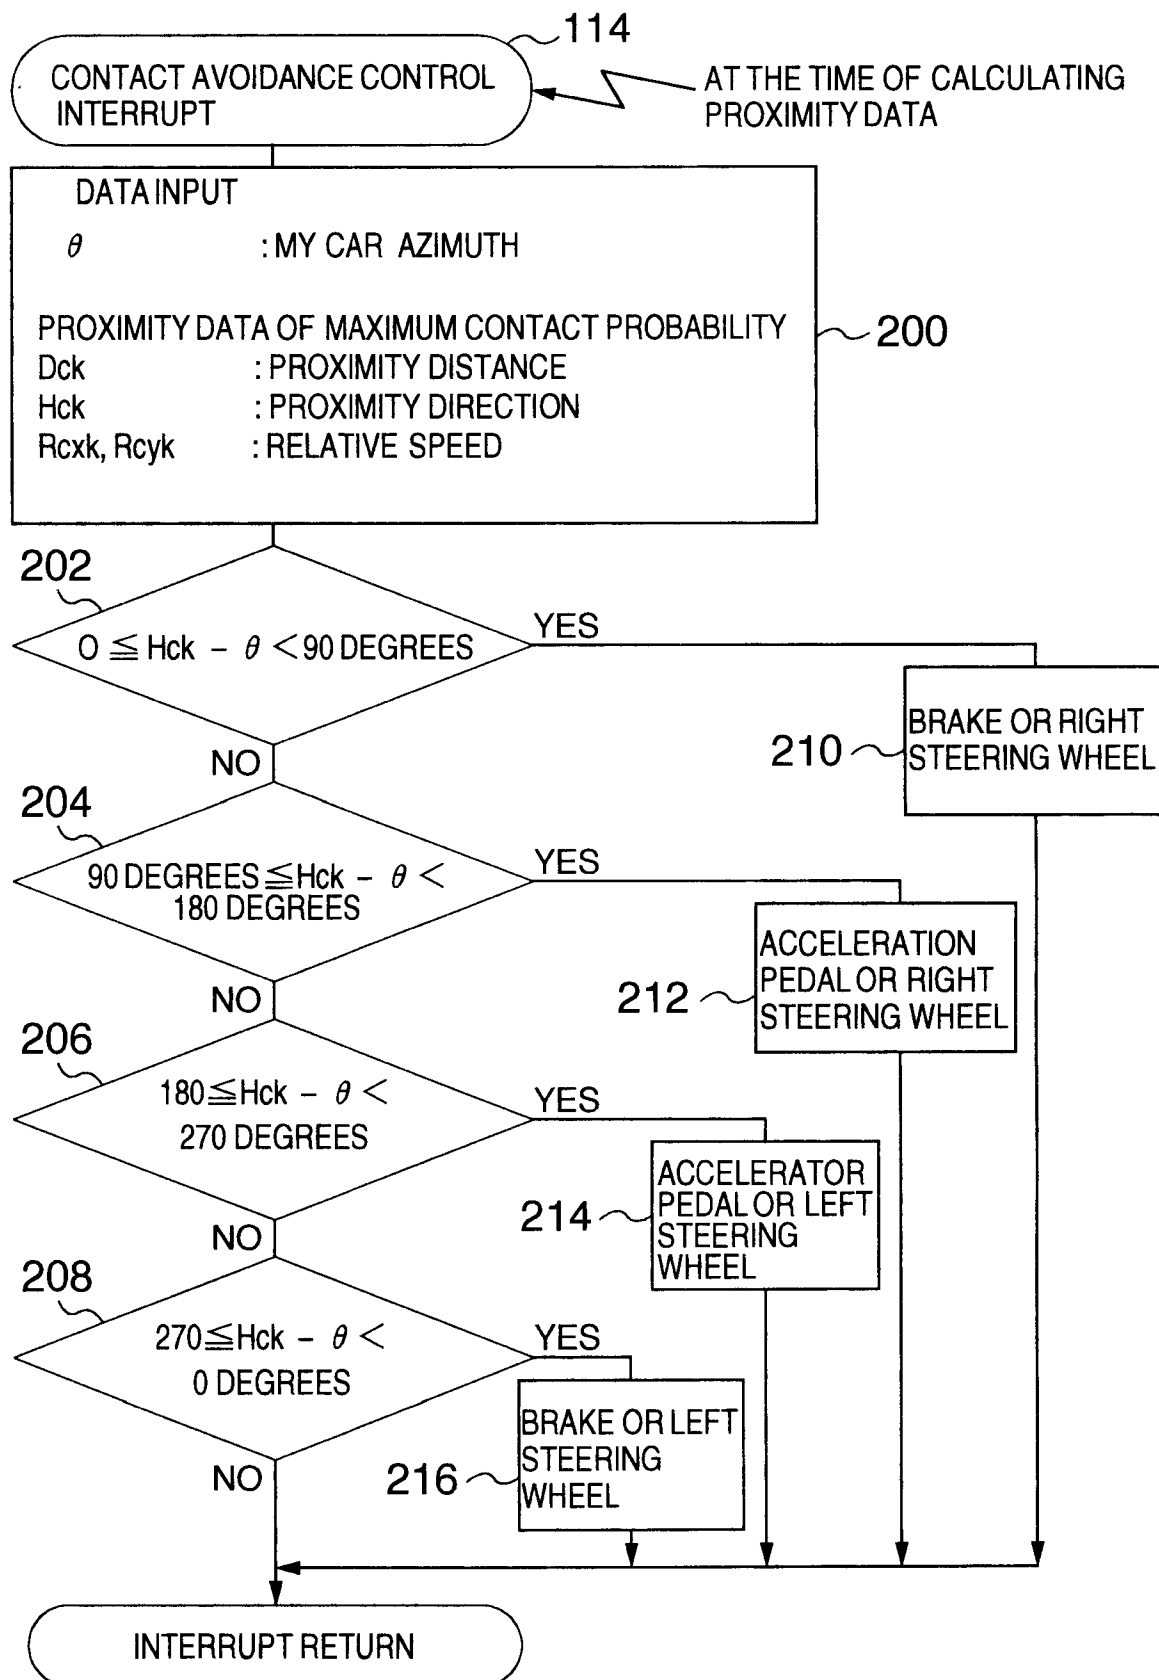 114
CONTACT AVOIDANCE CONTROL
INTERRUPT
AT THE TIME OF CALCULATING
PROXIMITY DATA
DATA INPUT
θ : MY CAR AZIMUTH
PROXIMITY DATA OF MAXIMUM CONTACT PROBABILITY
Dck : PROXIMITY DISTANCE
Hck : PROXIMITY DIRECTION
Rcxk, Rcyk : RELATIVE SPEED
200
202
0 ≦ Hck - θ < 90 DEGREES
YES
NO
BRAKE OR RIGHT
STEERING WHEEL
210
204
90 DEGREES ≦ Hck - θ <
180 DEGREES
YES
NO
ACCELERATION
PEDAL OR RIGHT
STEERING WHEEL
212
206
180 ≦ Hck - θ <
270 DEGREES
YES
NO
ACCELERATOR
PEDAL OR LEFT
STEERING
WHEEL
214
208
270 ≦ Hck - θ <
0 DEGREES
YES
NO
BRAKE OR LEFT
STEERING
WHEEL
216
INTERRUPT RETURN